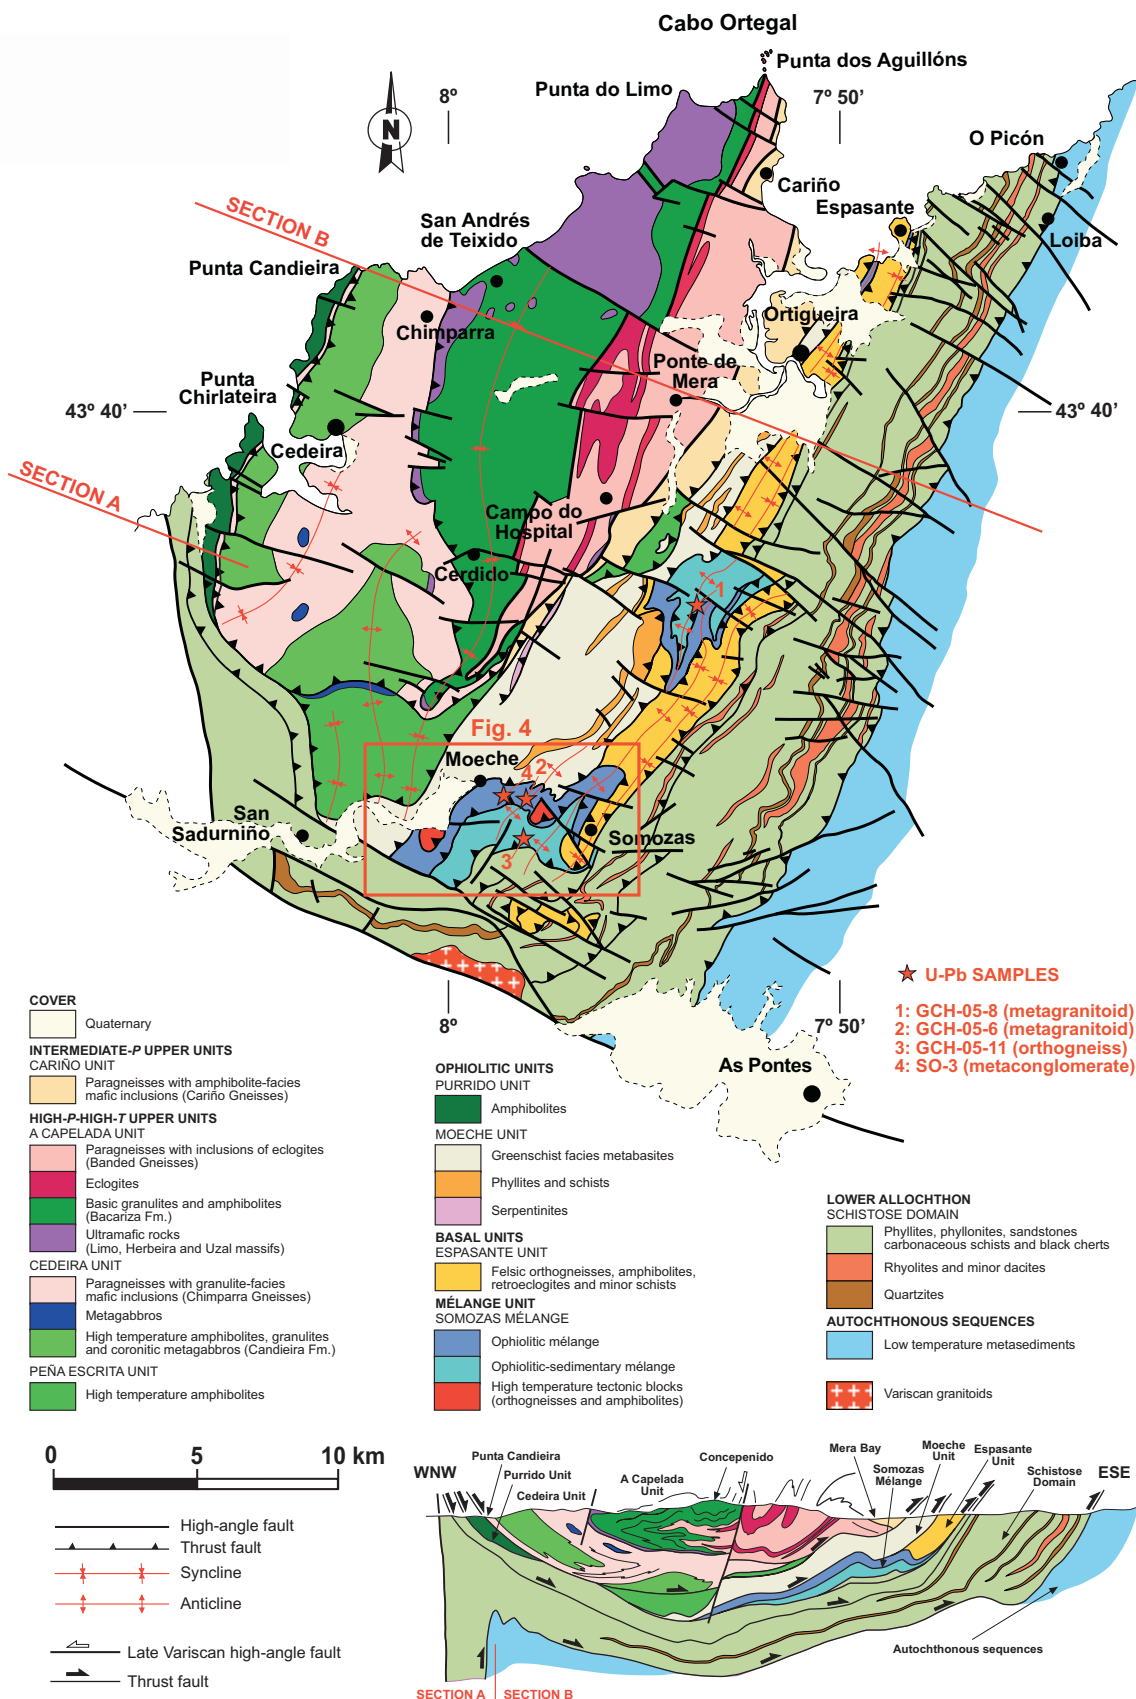 Cabo Ortegal
Punta dos Aguillóns
Punta do Limo
8º
7º 50’
N
O Picón
Cariño
Espasante
Loiba
SECTION B
San Andrés
de Teixido
Punta Candieira
Chimparra
Ortigueira
Ponte de
Mera
Punta
Chirlateira
43º 40’
43º 40’
Cedeira
SECTION A
Campo do
Hospital
Cerdido
1
Fig. 4
Moeche
4 2
San
Sadurniño
Somozas
3
U-Pb SAMPLES
1: GCH-05-8 (metagranitoid)
2: GCH-05-6 (metagranitoid)
3: GCH-05-11 (orthogneiss)
4: SO-3 (metaconglomerate)
8º
7º 50’
As Pontes
COVER
Quaternary
INTERMEDIATE-P UPPER UNITS
CARIÑO UNIT
Paragneisses with amphibolite-facies
mafic inclusions (Cariño Gneisses)
HIGH-P-HIGH-T UPPER UNITS
A CAPELADA UNIT
Paragneisses with inclusions of eclogites
(Banded Gneisses)
Eclogites
Basic granulites and amphibolites
(Bacariza Fm.)
Ultramafic rocks
(Limo, Herbeira and Uzal massifs)
CEDEIRA UNIT
Paragneisses with granulite-facies
mafic inclusions (Chimparra Gneisses)
Metagabbros
High temperature amphibolites, granulites
and coronitic metagabbros (Candieira Fm.)
PEÑA ESCRITA UNIT
High temperature amphibolites
OPHIOLITIC UNITS
PURRIDO UNIT
Amphibolites
MOECHE UNIT
Greenschist facies metabasites
Phyllites and schists
Serpentinites
BASAL UNITS
ESPASANTE UNIT
Felsic orthogneisses, amphibolites,
retroeclogites and minor schists
MÉLANGE UNIT
SOMOZAS MÉLANGE
Ophiolitic mélange
Ophiolitic-sedimentary mélange
High temperature tectonic blocks
(orthogneisses and amphibolites)
LOWER ALLOCHTHON
SCHISTOSE DOMAIN
Phyllites, phyllonites, sandstones
carbonaceous schists and black cherts
Rhyolites and minor dacites
Quartzites
AUTOCHTHONOUS SEQUENCES
Low temperature metasediments
Variscan granitoids
0 5 10 km
High-angle fault
Thrust fault
Syncline
Anticline
Late Variscan high-angle fault
Thrust fault
WNW
Punta Candieira
Purrido Unit
Cedeira Unit
A Capelada
Unit
Concepenido
Mera Bay
Somozas
Mélange
Moeche
Unit
Espasante
Unit
Schistose
Domain
ESE
Autochthonous sequences
SECTION A
SECTION B